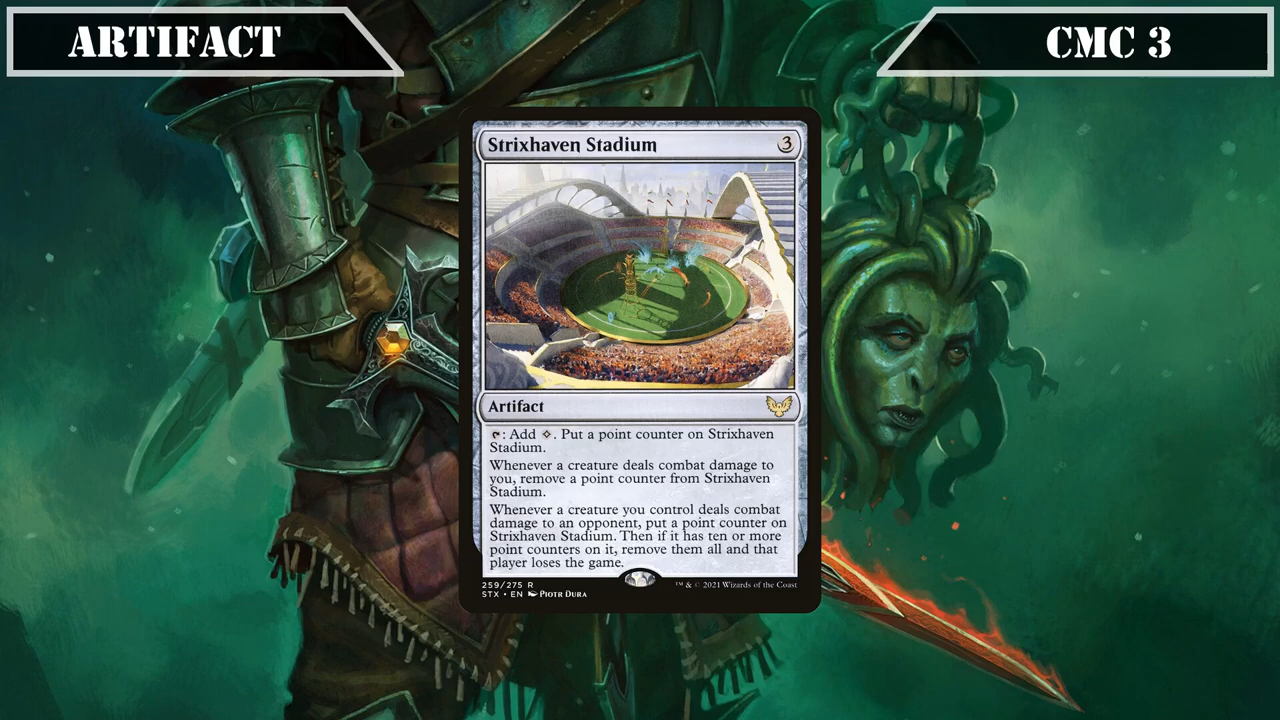 ARTIFACT
CMC 3
Strixhaven Stadium
3
Artifact
: Add . Put a point counter on Strixhaven
Stadium.
Whenever a creature deals combat damage to
you, remove a point counter from Strixhaven
Stadium.
Whenever a creature you control deals combat
damage to an opponent, put a point counter on
Strixhaven Stadium. Then if it has ten or more
point counters on it, remove them all and that
player loses the game.
259/275 R
STX • EN Piotr Dura
™ & © 2021 Wizards of the Coast